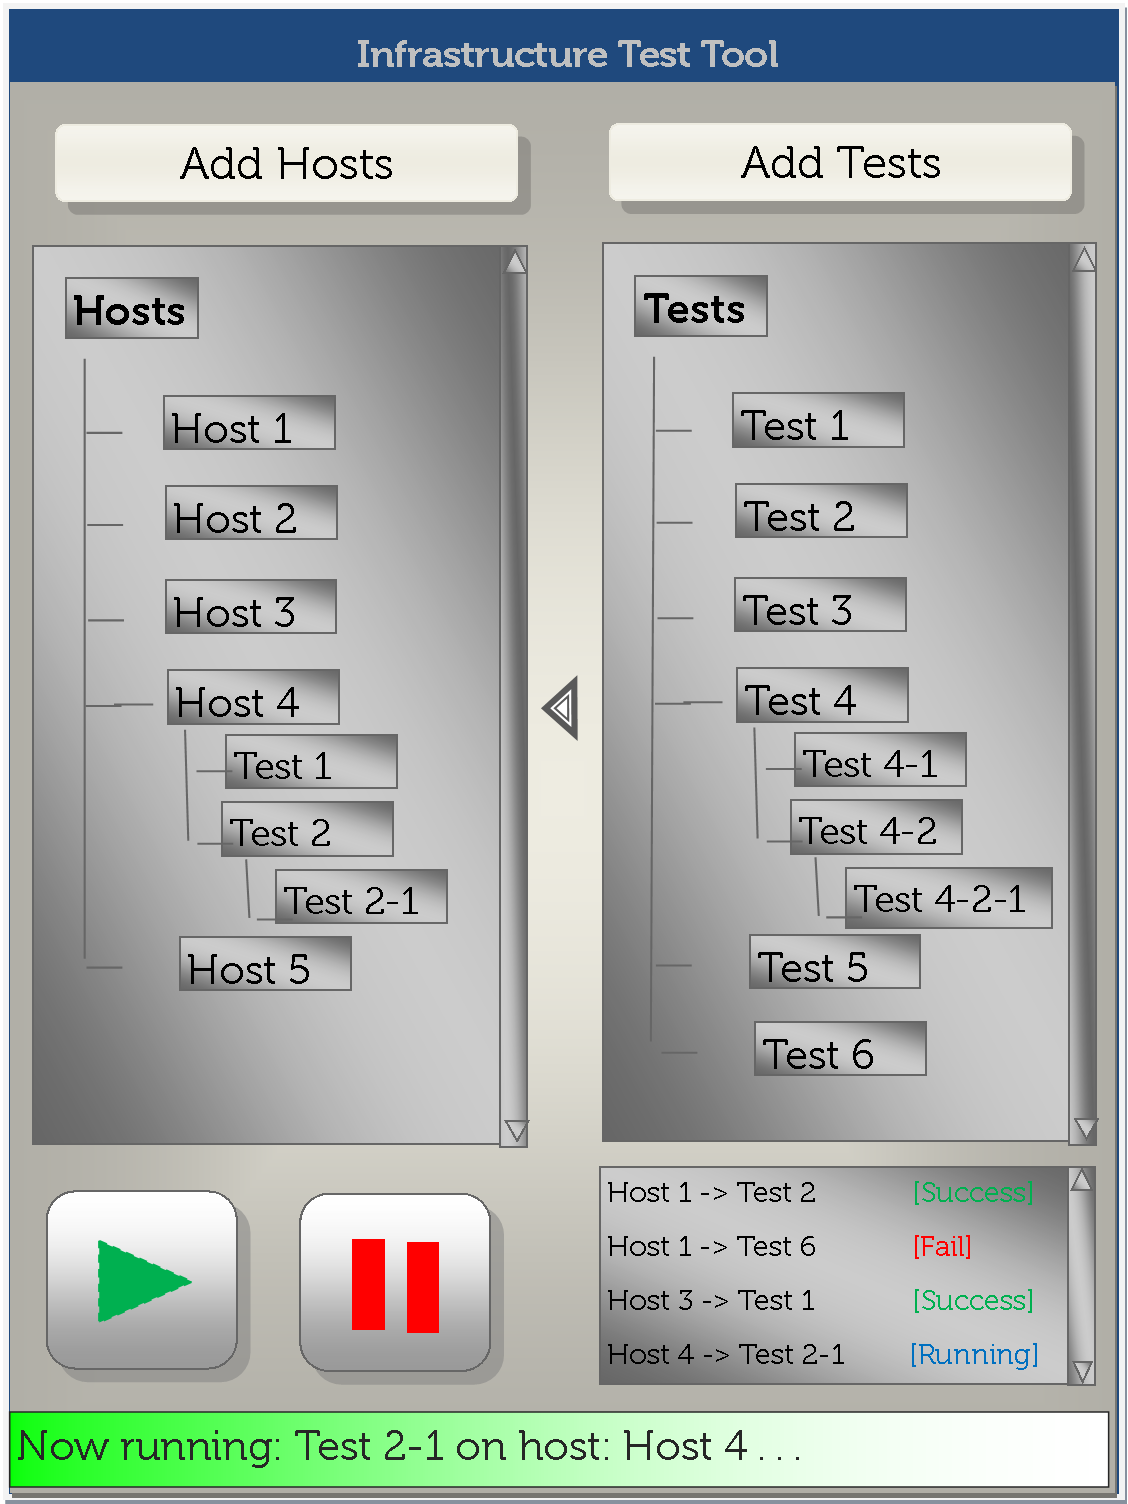 Infrastructure Test Tool
Add Hosts
Add Tests
Hosts
Host 1
Host 2
Host 3
Host 4
Test 1
Test 2
Test 2-1
Host 5
Tests
Test 1
Test 2
Test 3
Test 4
Test 4-1
Test 4-2
Test 4-2-1
Test 5
Test 6
Host 1 -> Test 2 [Success]
Host 1 -> Test 6 [Fail]
Host 3 -> Test 1 [Success]
Host 4 -> Test 2-1 [Running]
Now running: Test 2-1 on host: Host 4 . . .